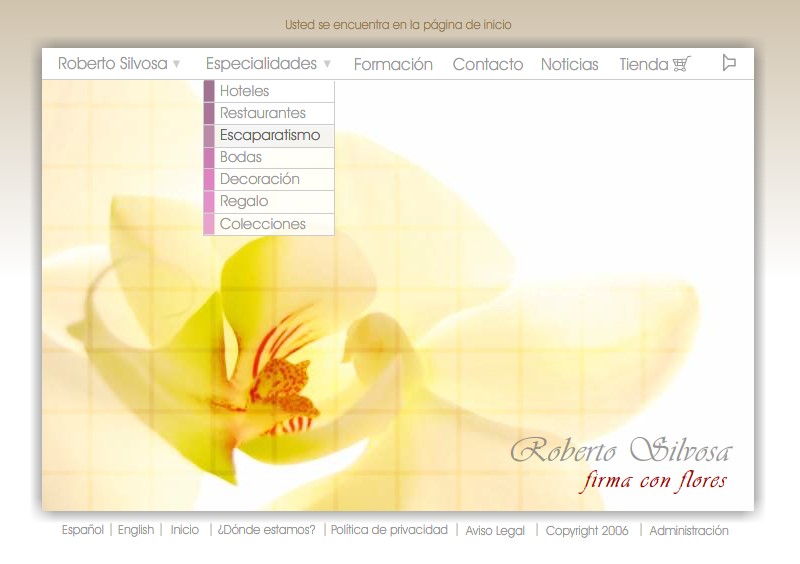 Usted se encuentra en la página de inicio
Roberto Silvosa Especialidades Formación Contacto Noticias Tienda
Hoteles
Restaurantes
Escaparatismo
Bodas
Decoración
Regalo
Colecciones
Roberto Silvosa
firma con flores
Español | English | Inicio | ¿Dónde estamos? | Política de privacidad | Aviso Legal | Copyright 2006 | Administración